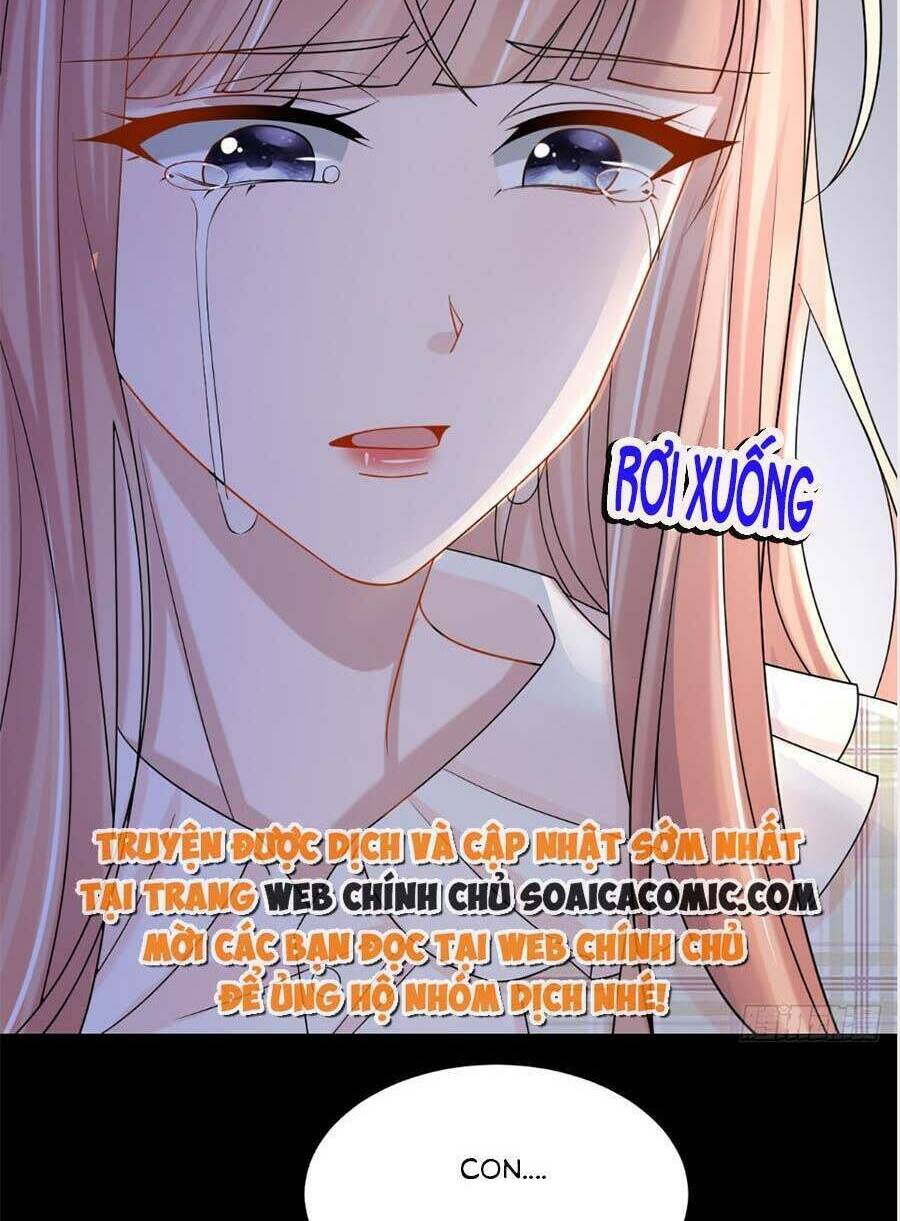 RƠI XUỐNG
TRUYỆN ĐƯỢC DỊCH VÀ CẬP NHẬT SỚM NHẤT
TẠI TRANG WEB CHÍNH CHỦ SOAICACOMIC.COM
MỜI CÁC BẠN ĐỌC TẠI WEB CHÍNH CHỦ
ĐỂ ỦNG HỘ NHÓM DỊCH NHÉ!
CON....